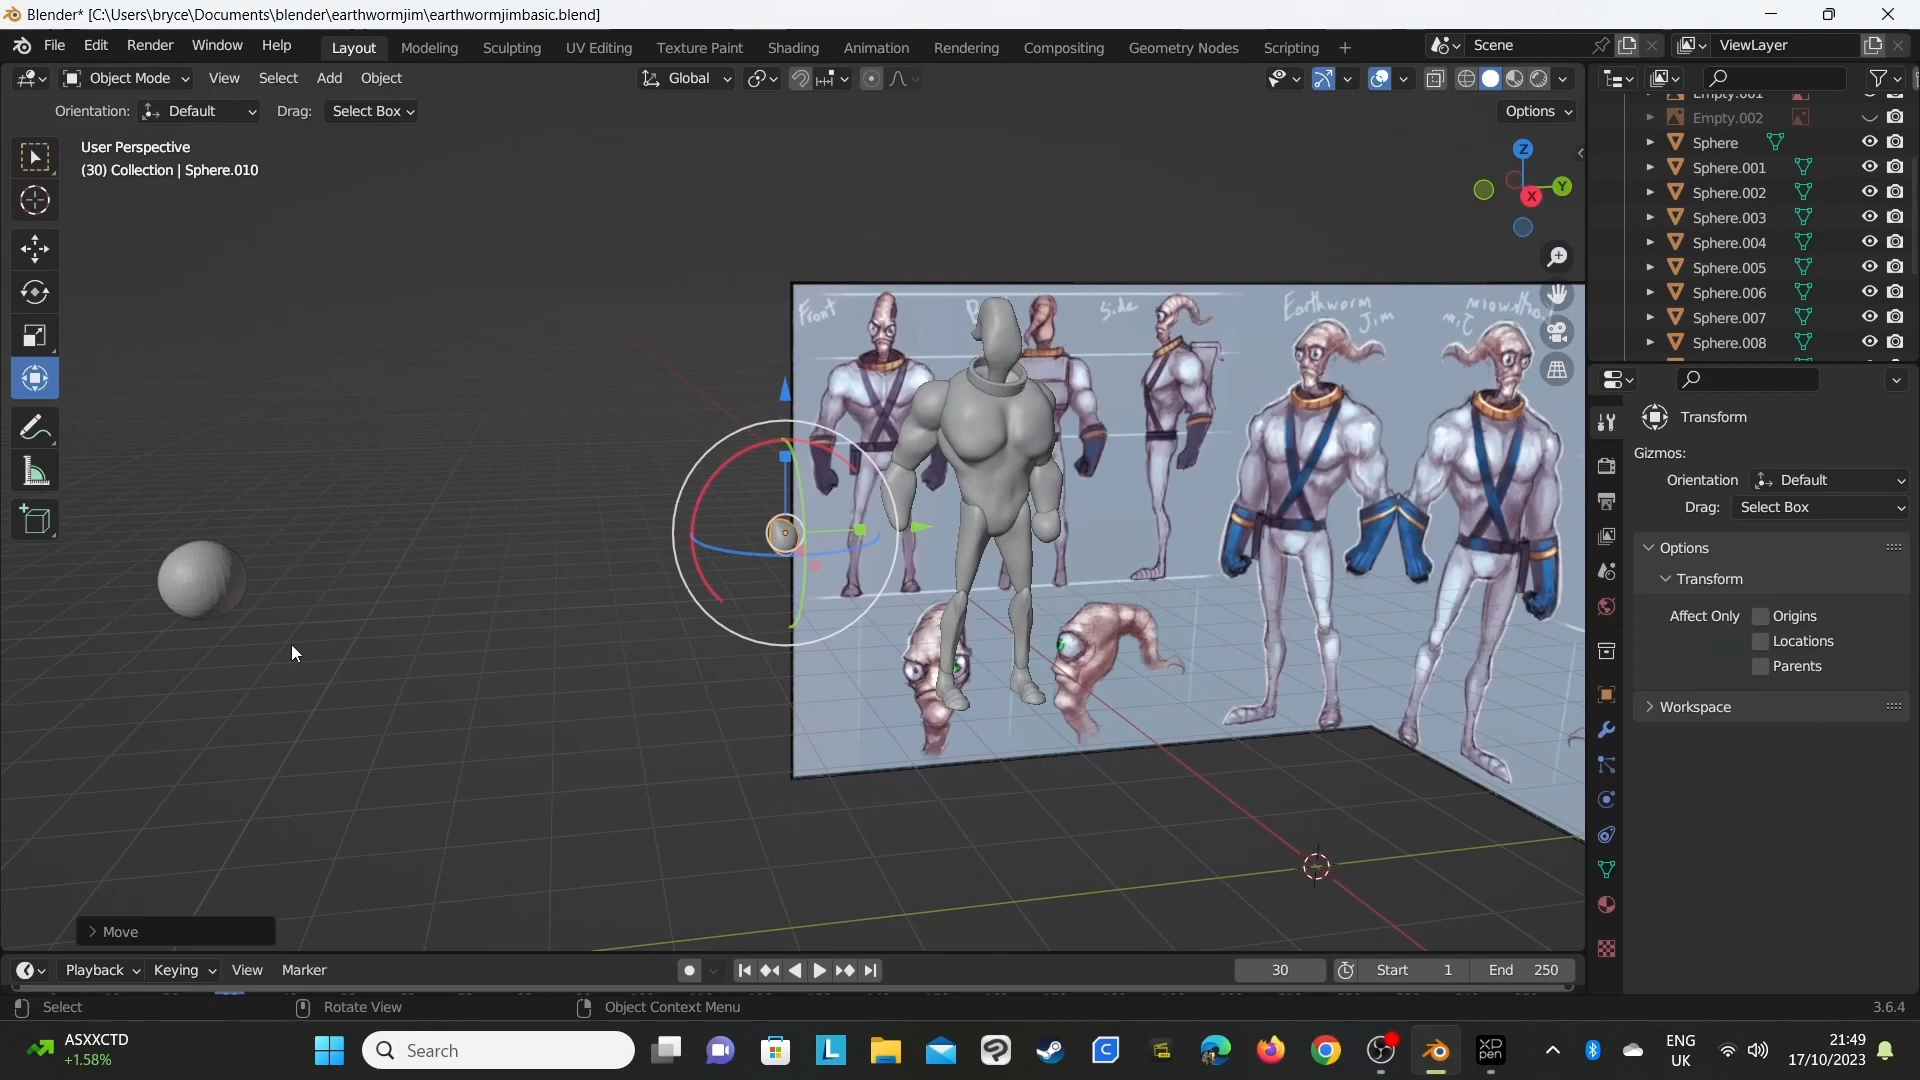 Blender* [C:\Users\bryce\Documents\blender\earthwormjim\earthwormjimbasic.blend]
File Edit Render Window Help Layout Modeling Sculpting UV Editing Texture Paint Shading Animation Rendering Compositing Geometry Nodes Scripting + Scene ViewLayer
Object Mode View Select Add Object Global
Orientation: Default Drag: Select Box Options
User Perspective
(30) Collection | Sphere.010
Z
Y
X
Empty.001
Empty.002
Sphere
Sphere.001
Sphere.002
Sphere.003
Sphere.004
Sphere.005
Sphere.006
Sphere.007
Sphere.008
Front Side Earthworm
Jim
Transform
Gizmos:
Orientation Default
Drag: Select Box
Options
Transform
Affect Only Origins
Locations
Parents
Workspace
Move
Playback Keying View Marker 30 Start 1 End 250
Select Rotate View Object Context Menu 3.6.4
ASXXCTD
+1.58%
Search
L
C
XP
pen
ENG
UK
21:49
17/10/2023